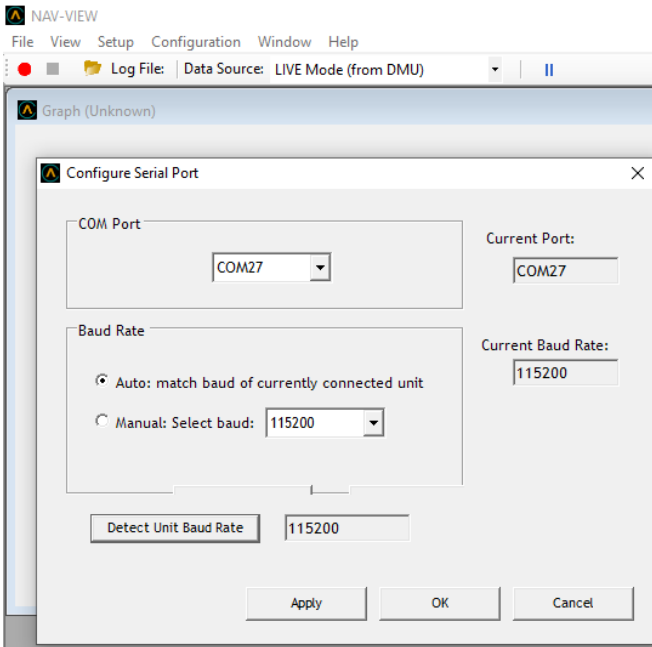 NAV-VIEW
File View Setup Configuration Window Help
Log File: Data Source: LIVE Mode (from DMU)
Graph (Unknown)
Configure Serial Port
COM Port
COM27
Current Port:
COM27
Baud Rate
Auto: match baud of currently connected unit
Manual: Select baud: 115200
Current Baud Rate:
115200
Detect Unit Baud Rate 115200
Apply OK Cancel